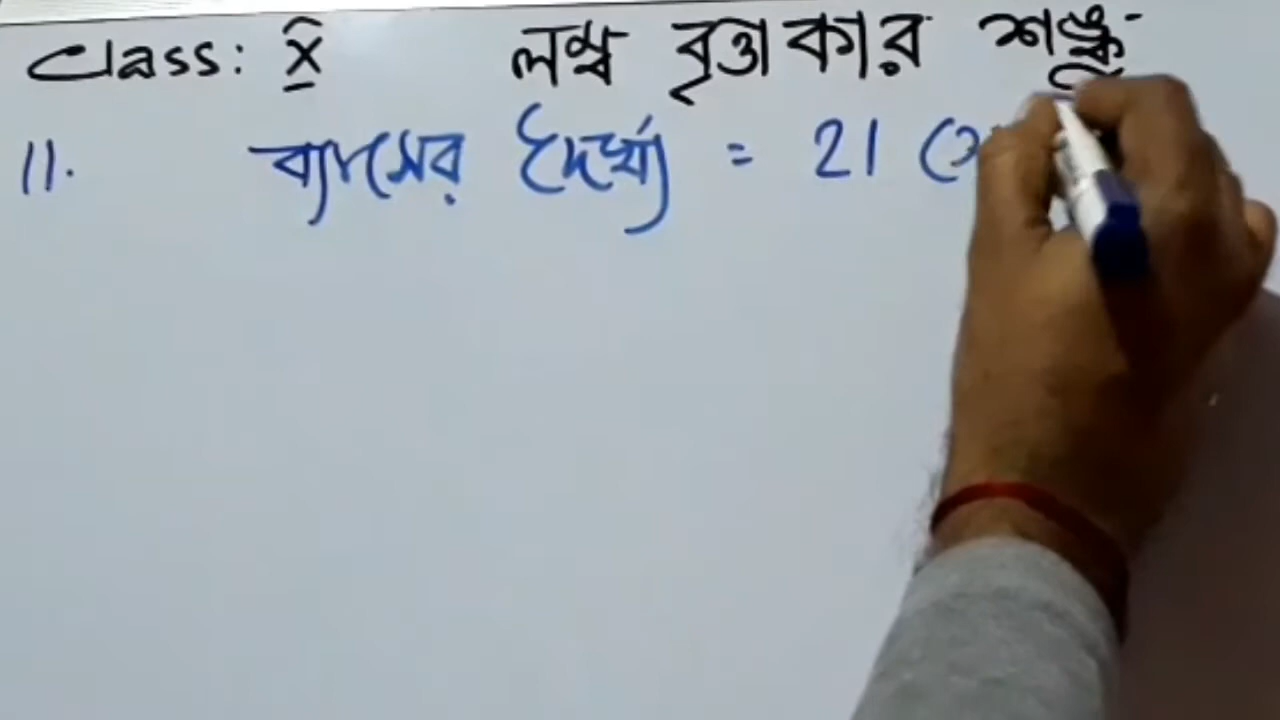 Class: X লম্ব বৃত্তাকার শঙ্কু
11. ব্যাসের দৈর্ঘ্য = 21